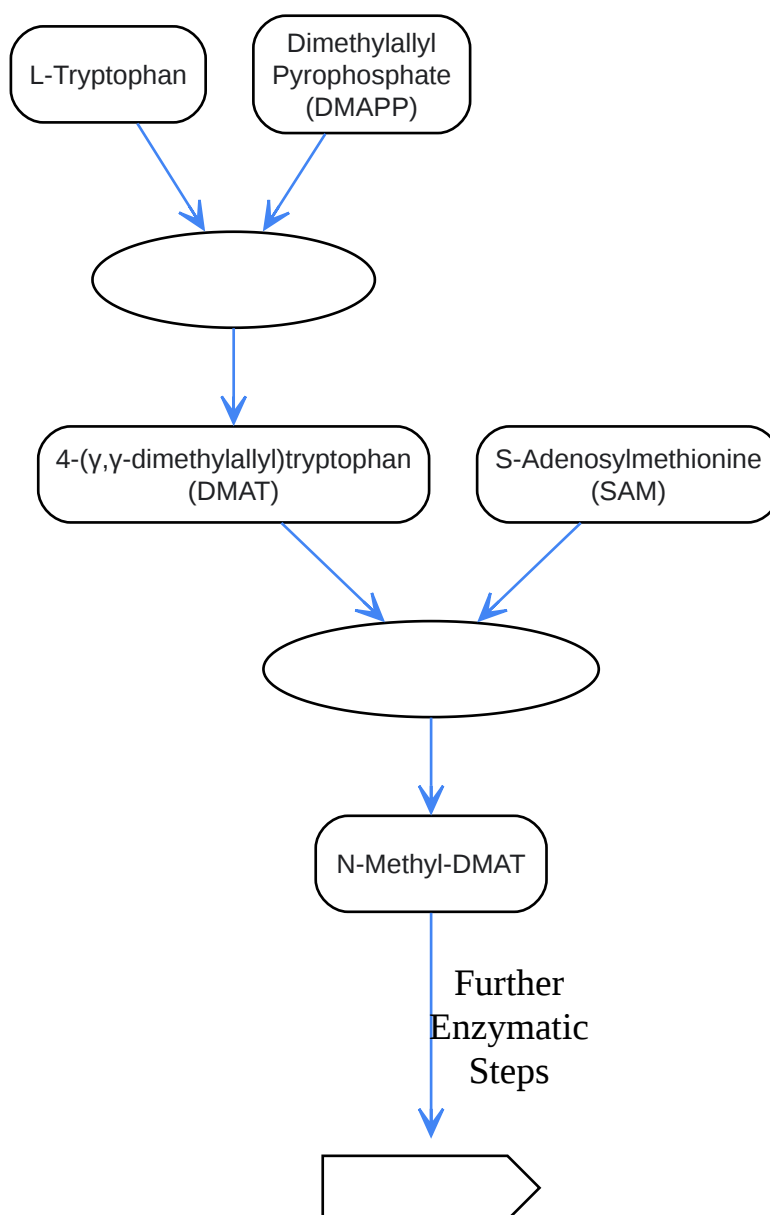 L-Tryptophan
Dimethylallyl
Pyrophosphate
(DMAPP)
4-(γ,γ-dimethylallyl)tryptophan
(DMAT)
S-Adenosylmethionine
(SAM)
N-Methyl-DMAT
Further
Enzymatic
Steps